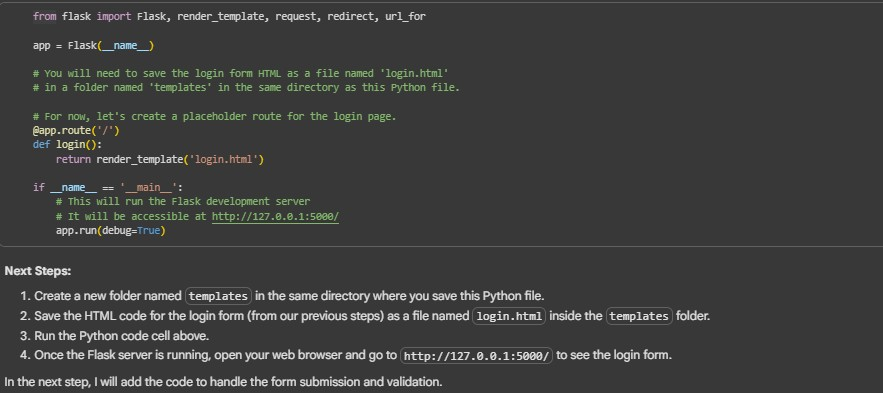 from flask import Flask, render_template, request, redirect, url_for
app = Flask(__name__)
# You will need to save the login form HTML as a file named 'login.html'
# in a folder named 'templates' in the same directory as this Python file.
# For now, let's create a placeholder route for the login page.
@app.route('/')
def login():
    return render_template('login.html')
if __name__ == '__main__':
    # This will run the Flask development server
    # It will be accessible at http://127.0.0.1:5000/
    app.run(debug=True)
Next Steps:
1. Create a new folder named templates in the same directory where you save this Python file.
2. Save the HTML code for the login form (from our previous steps) as a file named login.html inside the templates folder.
3. Run the Python code cell above.
4. Once the Flask server is running, open your web browser and go to http://127.0.0.1:5000/ to see the login form.
In the next step, I will add the code to handle the form submission and validation.